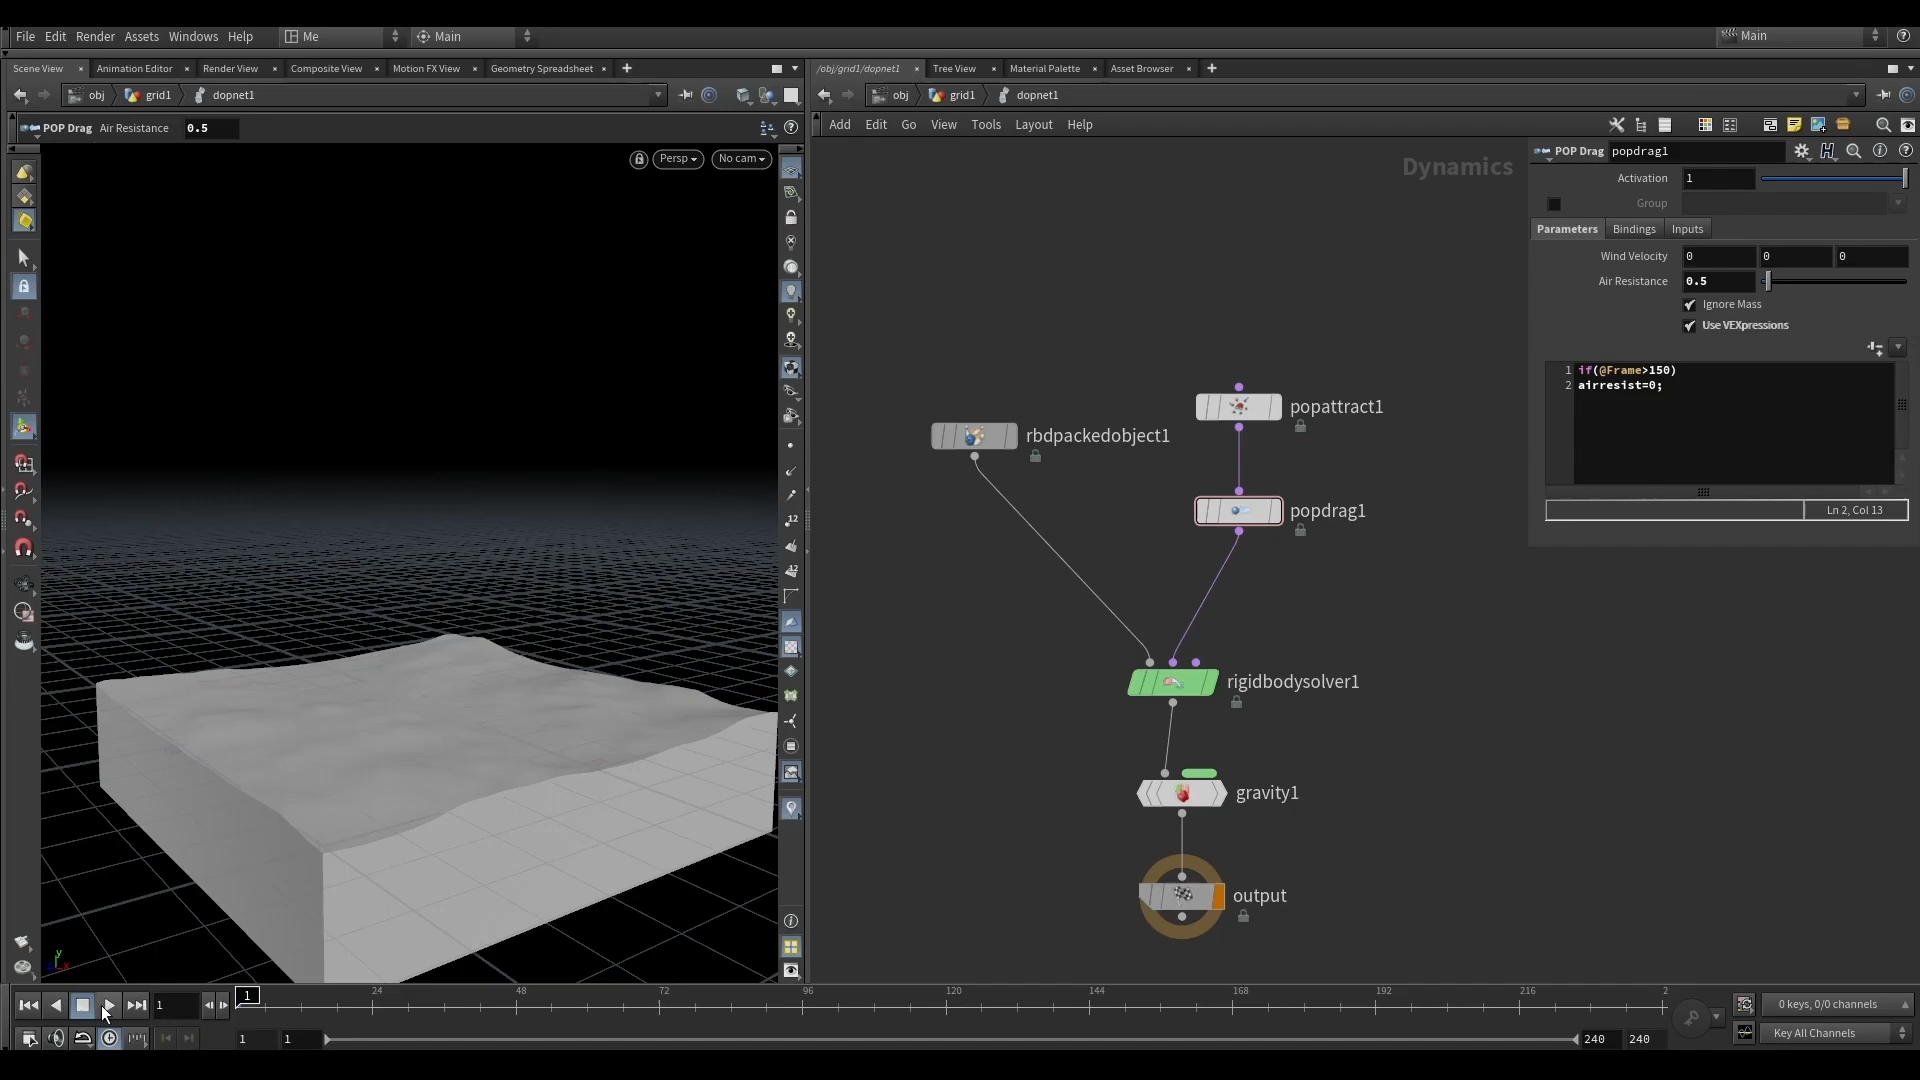 File Edit Render Assets Windows Help Me Main Main
Scene View Animation Editor Render View Composite View Motion FX View Geometry Spreadsheet
/obj/grid1/dopnet1 Tree View Material Palette Asset Browser
obj grid1 dopnet1
obj grid1 dopnet1
POP Drag Air Resistance 0.5
Add Edit Go View Tools Layout Help
Persp No cam
Dynamics
POP Drag popdrag1
Activation 1
Group
Parameters Bindings Inputs
Wind Velocity 0 0 0
Air Resistance 0.5
Ignore Mass
Use VEXpressions
1 if(@Frame>150)
2 airresist=0;
Ln 2, Col 13
popattract1
rbdpackedobject1
popdrag1
rigidbodysolver1
gravity1
output
12
12
y
x
1 1 24 48 72 96 120 144 168 192 216 2
0 keys, 0/0 channels
1 1 240 240
Key All Channels